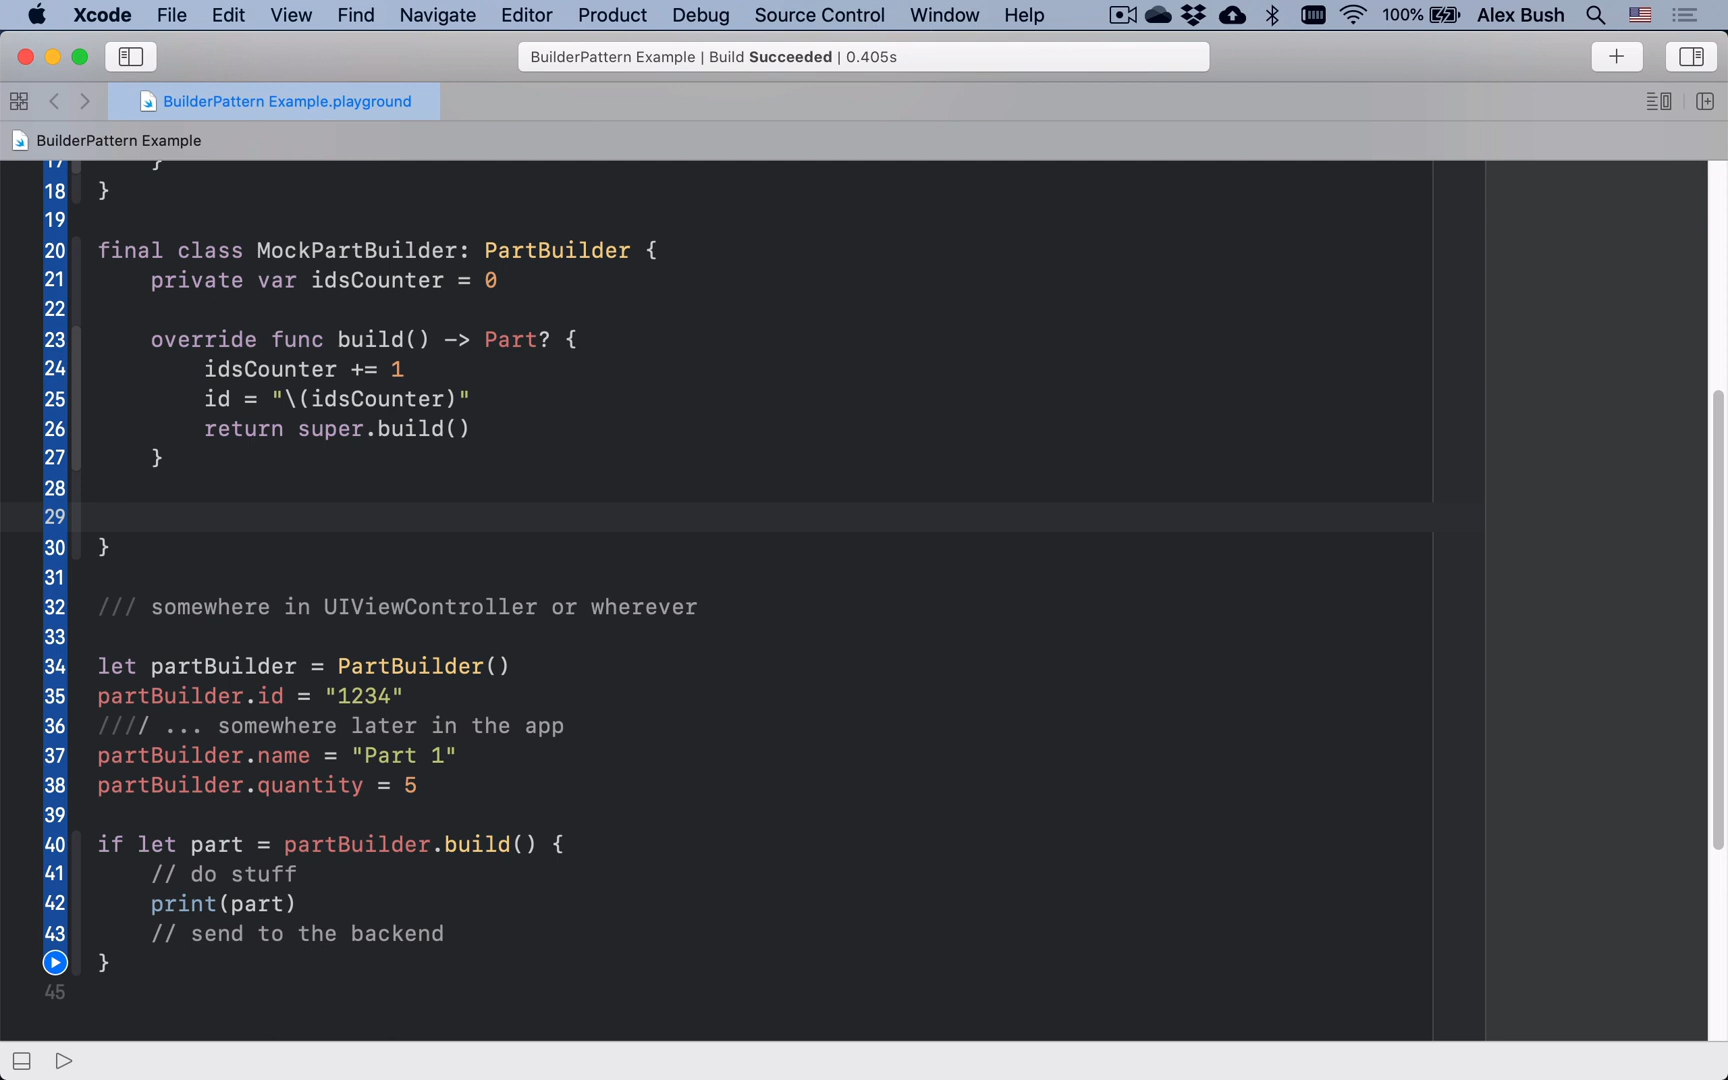 Xcode File Edit View Find Navigate Editor Product Debug Source Control Window Help 100% Alex Bush
BuilderPattern Example | Build Succeeded | 0.405s
BuilderPattern Example.playground
BuilderPattern Example
17 }
18 }
19
20 final class MockPartBuilder: PartBuilder {
21 private var idsCounter = 0
22
23 override func build() -> Part? {
24 idsCounter += 1
25 id = "\(idsCounter)"
26 return super.build()
27 }
28
29
30 }
31
32 /// somewhere in UIViewController or wherever
33
34 let partBuilder = PartBuilder()
35 partBuilder.id = "1234"
36 //// ... somewhere later in the app
37 partBuilder.name = "Part 1"
38 partBuilder.quantity = 5
39
40 if let part = partBuilder.build() {
41 // do stuff
42 print(part)
43 // send to the backend
}
45